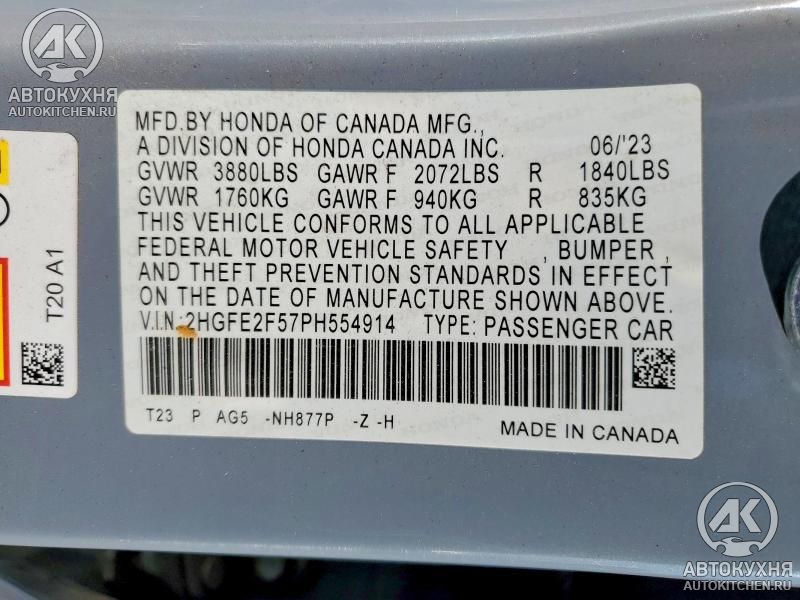 AK
АВТОКУХНЯ
AUTOKITCHEN.RU
MFD.BY HONDA OF CANADA MFG.,
A DIVISION OF HONDA CANADA INC. 06/'23
GVWR 3880LBS GAWR F 2072LBS R 1840LBS
GVWR 1760KG GAWR F 940KG R 835KG
THIS VEHICLE CONFORMS TO ALL APPLICABLE
FEDERAL MOTOR VEHICLE SAFETY , BUMPER ,
AND THEFT PREVENTION STANDARDS IN EFFECT
ON THE DATE OF MANUFACTURE SHOWN ABOVE.
V.I.N: 2HGFE2F57PH554914 TYPE: PASSENGER CAR
T23 P AG5 -NH877P -Z -H
MADE IN CANADA
T20 A1
AK
АВТОКУХНЯ
AUTOKITCHEN.RU